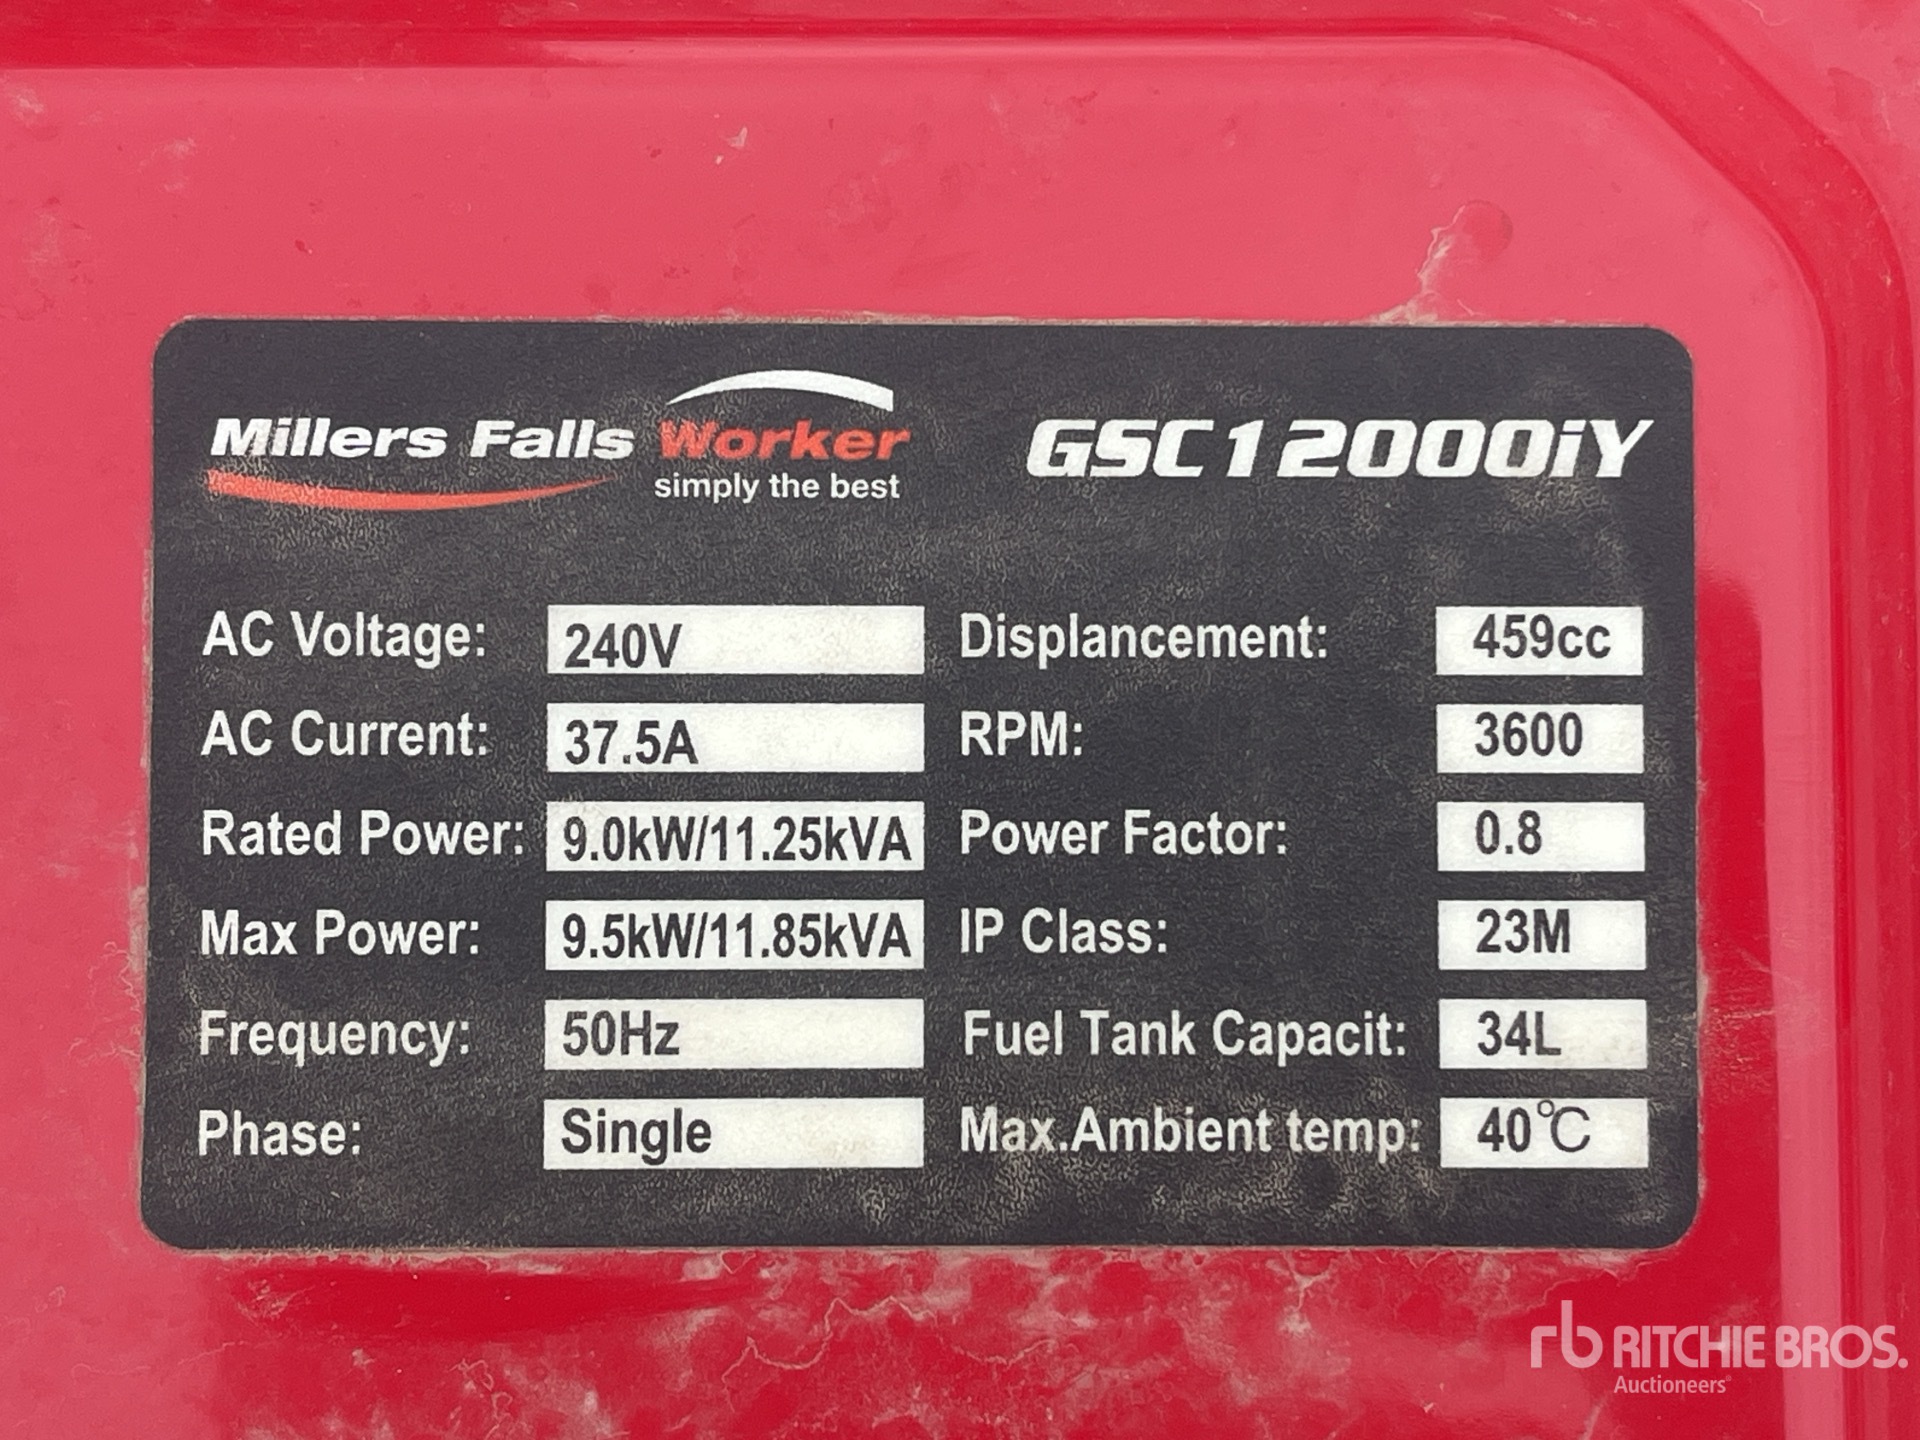 Millers Falls Worker GSC12000iY
simply the best
AC Voltage: 240V Displancement: 459cc
AC Current: 37.5A RPM: 3600
Rated Power: 9.0kW/11.25kVA Power Factor: 0.8
Max Power: 9.5kW/11.85kVA IP Class: 23M
Frequency: 50Hz Fuel Tank Capacit: 34L
Phase: Single Max.Ambient temp: 40℃
rb RITCHIE BROS.
Auctioneers